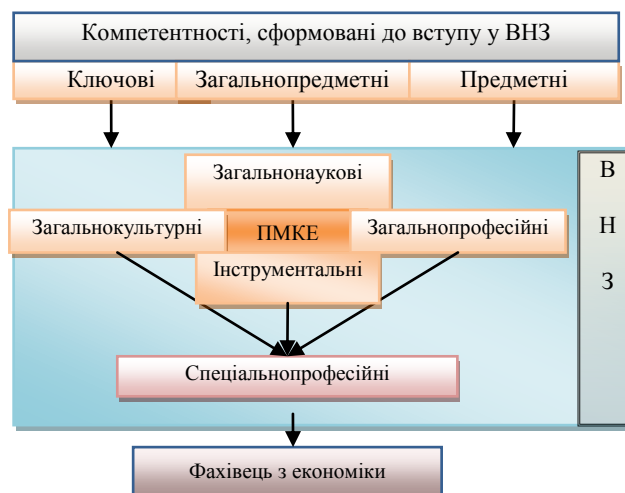 Компетентності, сформовані до вступу у ВНЗ
Ключові Загальнопредметні Предметні
Загальнонаукові
Загальнокультурні ПМКЕ Загальнопрофесійні
Інструментальні
Спеціальнопрофесійні
В
Н
З
Фахівець з економіки